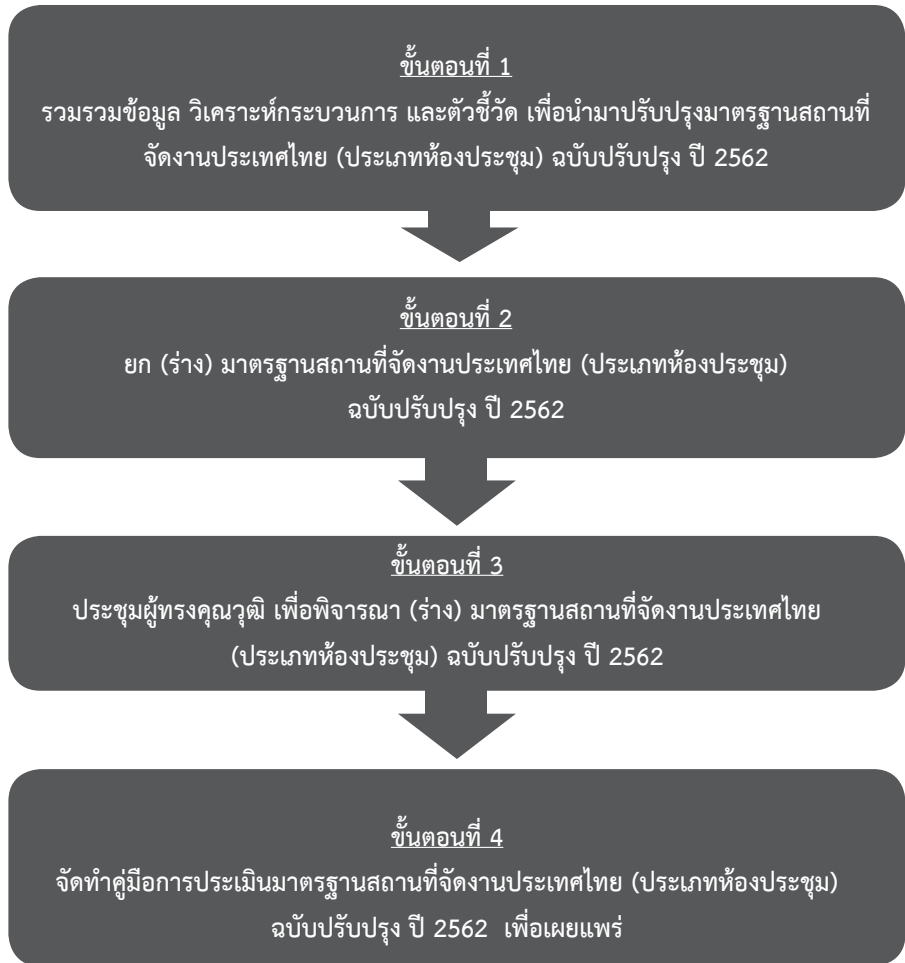 ขั้นตอนที่ 1
รวมรวมข้อมูล วิเคราะห์กระบวนการ และตัวชี้วัด เพื่อนำมาปรับปรุงมาตรฐานสถานที่
จัดงานประเทศไทย (ประเภทห้องประชุม) ฉบับปรับปรุง ปี 2562
ขั้นตอนที่ 2
ยก (ร่าง) มาตรฐานสถานที่จัดงานประเทศไทย (ประเภทห้องประชุม)
ฉบับปรับปรุง ปี 2562
ขั้นตอนที่ 3
ประชุมผู้ทรงคุณวุฒิ เพื่อพิจารณา (ร่าง) มาตรฐานสถานที่จัดงานประเทศไทย
(ประเภทห้องประชุม) ฉบับปรับปรุง ปี 2562
ขั้นตอนที่ 4
จัดทำคู่มือการประเมินมาตรฐานสถานที่จัดงานประเทศไทย (ประเภทห้องประชุม)
ฉบับปรับปรุง ปี 2562 เพื่อเผยแพร่